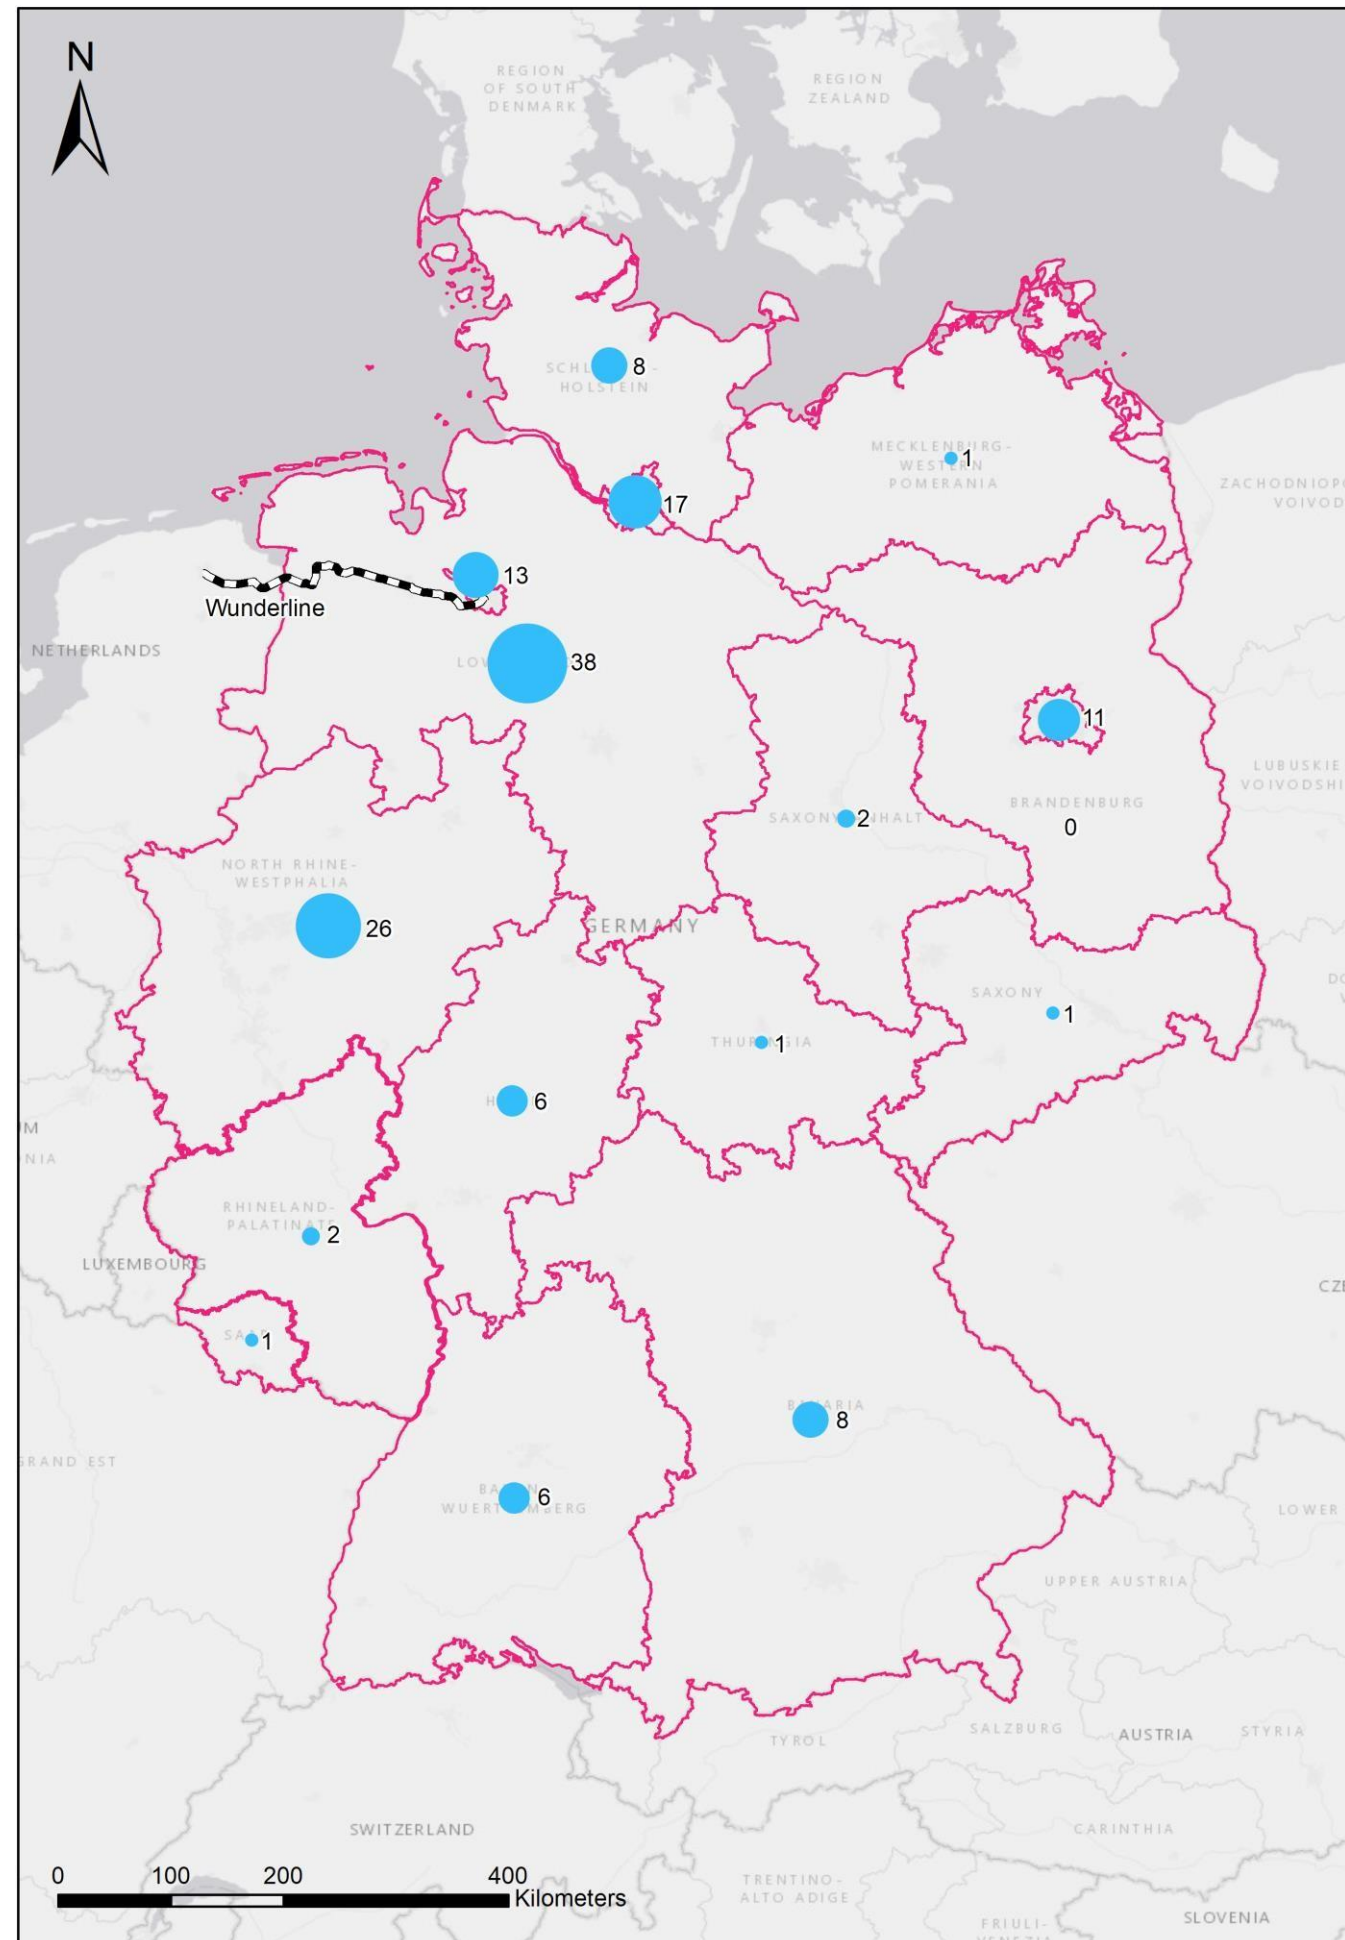 N
REGION
OF SOUTH
DENMARK
REGION
ZEALAND
8
HOLSTEIN
MECKLENBURG-
WESTERN
POMERANIA
1
17
ZACHODNIOPO
VOIVOD
13
Wunderline
NETHERLANDS
38
11
LUBUSKIE
VOIVODSHI
BRANDENBURG
0
2
NORTH RHINE-
WESTPHALIA
26
GERMANY
SAXONY
1
1
6
RHINELAND-
PALATINATE
2
LUXEMBOURG
1
8
GRAND EST
6
LOWER
UPPER AUSTRIA
SALZBURG
AUSTRIA
STYRIA
TYROL
SWITZERLAND
CARINTHIA
0 100 200 400
Kilometers
TRENTINO-
ALTO ADIGE
FRIULI-
SLOVENIA